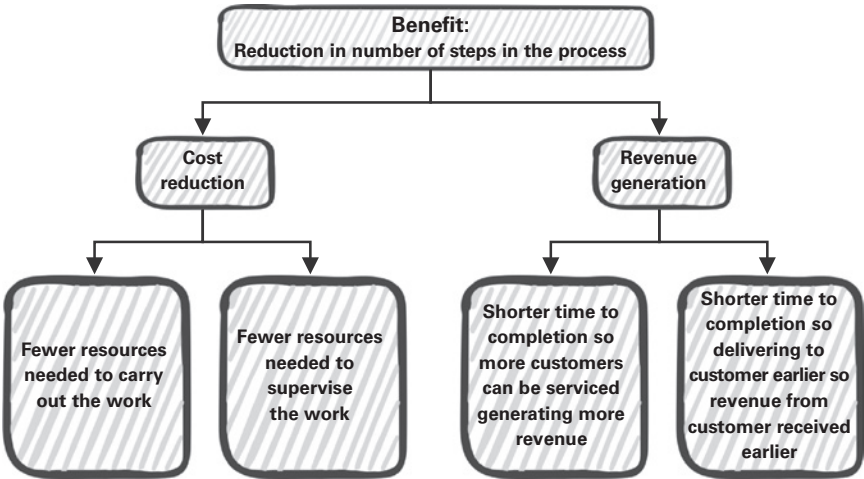 Benefit:
Reduction in number of steps in the process
Cost
reduction
Revenue
generation
Fewer resources
needed to carry
out the work
Fewer resources
needed to
supervise
the work
Shorter time to
completion so
more customers
can be serviced
generating more
revenue
Shorter time to
completion so
delivering to
customer earlier so
revenue from
customer received
earlier